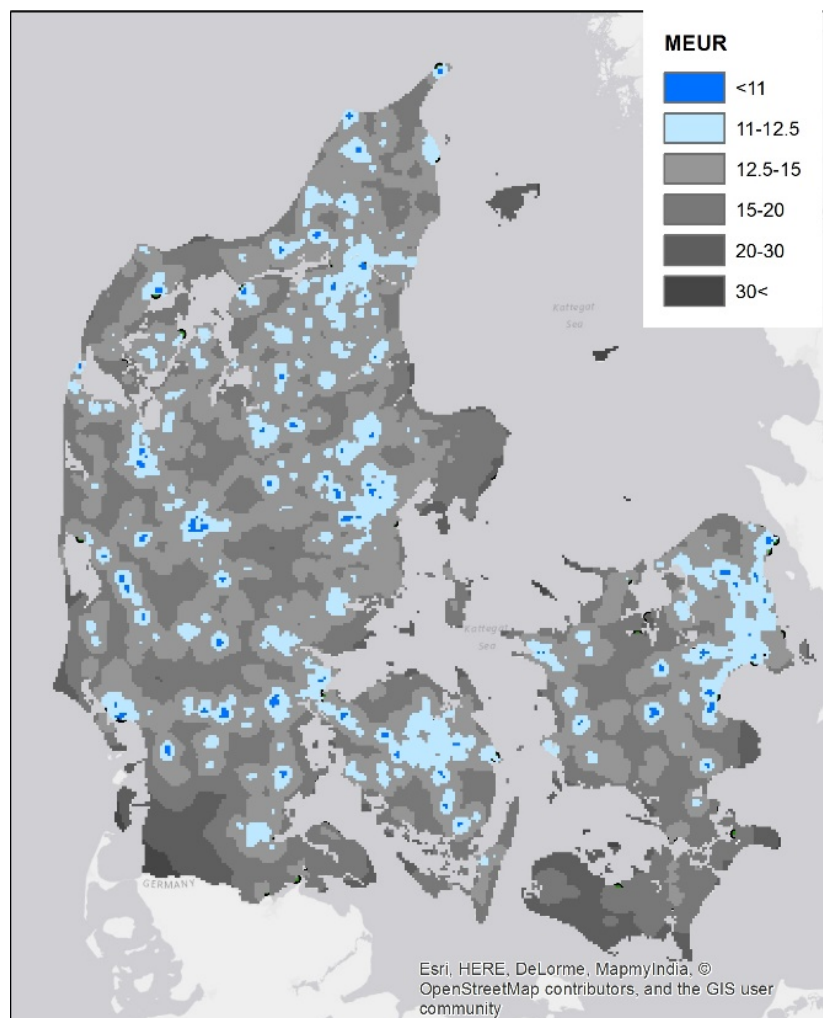 MEUR
<11
11-12.5
12.5-15
15-20
20-30
30<
Kattegat
Sea
Kattegat
Sea
GERMANY
Esri, HERE, DeLorme, MapmyIndia, ©
OpenStreetMap contributors, and the GIS user
community